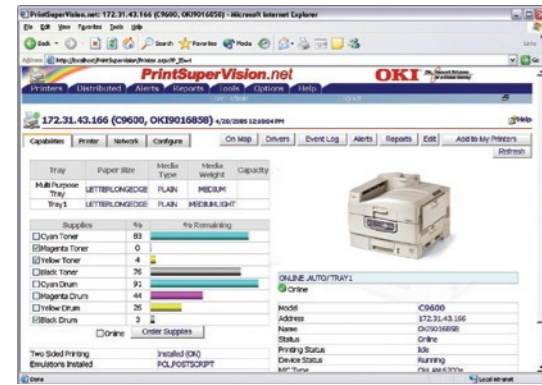 PrintSuperVision.net: 172.31.43.166 (C9600, OKI9016858) - Microsoft Internet Explorer
File Edit View Favorites Tools Help
Back Search Favorites Media
Address
Go
PrintSuperVision.net OKI
Printers Distributed Alerts Reports Tools Options Help
Logout
172.31.43.166 (C9600, OKI9016858) 4/28/2005 12:10:04 PM Help
Capabilities Printer Network Configure On Map Drivers Event Log Alerts Reports Edit Add to My Printers
Refresh
Tray Paper Size Media Type Media Weight Capacity
Multi Purpose Tray LETTERLONGEDGE PLAIN MEDIUM
Tray1 LETTERLONGEDGE PLAIN MEDIUMLIGHT
Supplies % % Remaining
Cyan Toner 83
Magenta Toner 0
Yellow Toner 4
Black Toner 76
Cyan Drum 91
Magenta Drum 44
Yellow Drum 26
Black Drum 3
Online Order Supplies
Two Sided Printing Installed (ON)
Emulations Installed PCL,POSTSCRIPT
ONLINE AUTO/TRAY1
Online
Model C9600
Address 172.31.43.166
Name OKI9016858
Status Online
Printing Status Idle
Device Status Running
NIC Type
Done Local intranet